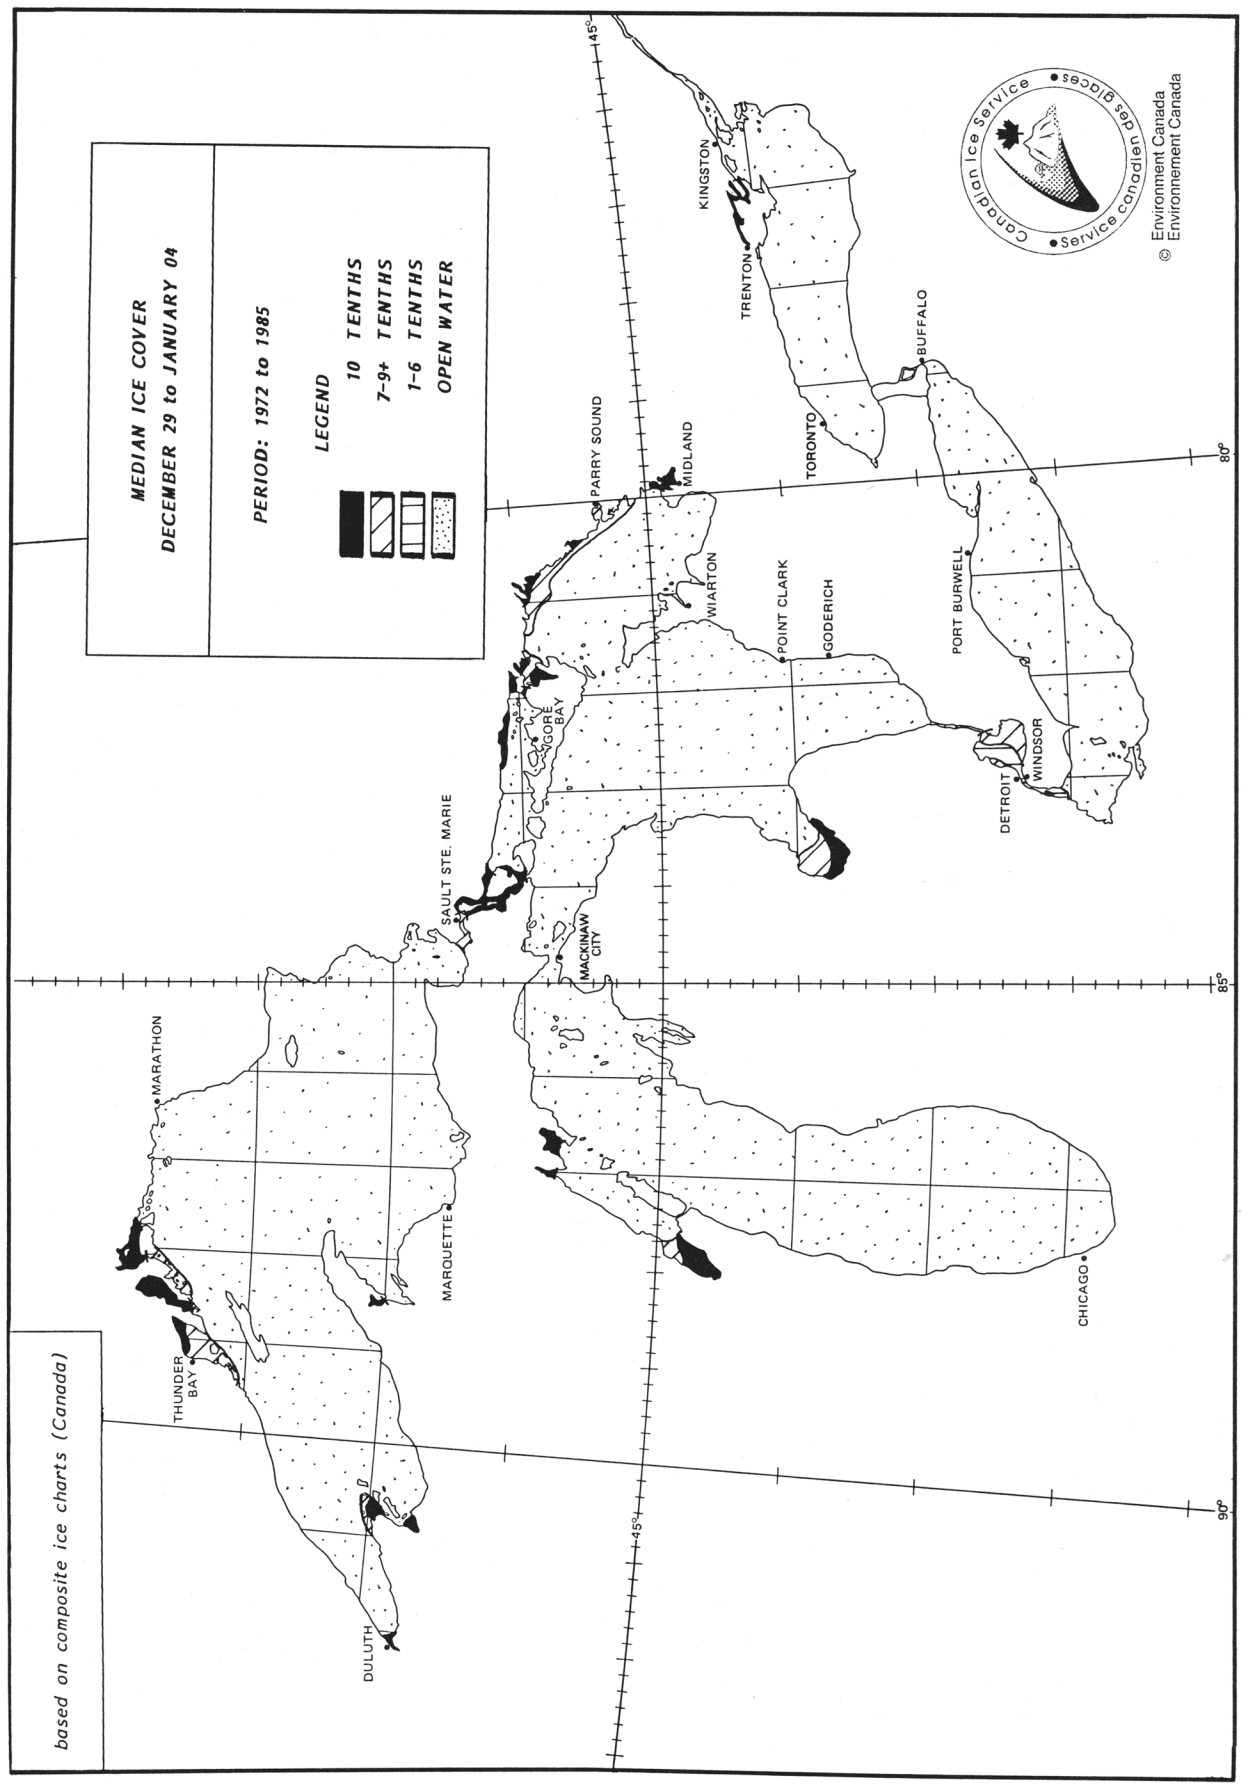 based on composite ice charts (Canada)
MEDIAN ICE COVER
DECEMBER 29 to JANUARY 04
PERIOD: 1972 to 1985
LEGEND
10 TENTHS
7-9+ TENTHS
1-6 TENTHS
OPEN WATER
DULUTH
THUNDER
BAY
MARATHON
MARQUETTE
SAULT STE. MARIE
MACKINAW
CITY
GORE
BAY
CHICAGO
PARRY SOUND
MIDLAND
WIARTON
POINT CLARK
GODERICH
DETROIT
WINDSOR
PORT BURWELL
BUFFALO
TORONTO
TRENTON
KINGSTON
45°
45°
80°
85°
90°
Canadian Ice Service
Service canadien des glaces
© Environment Canada
Environnement Canada